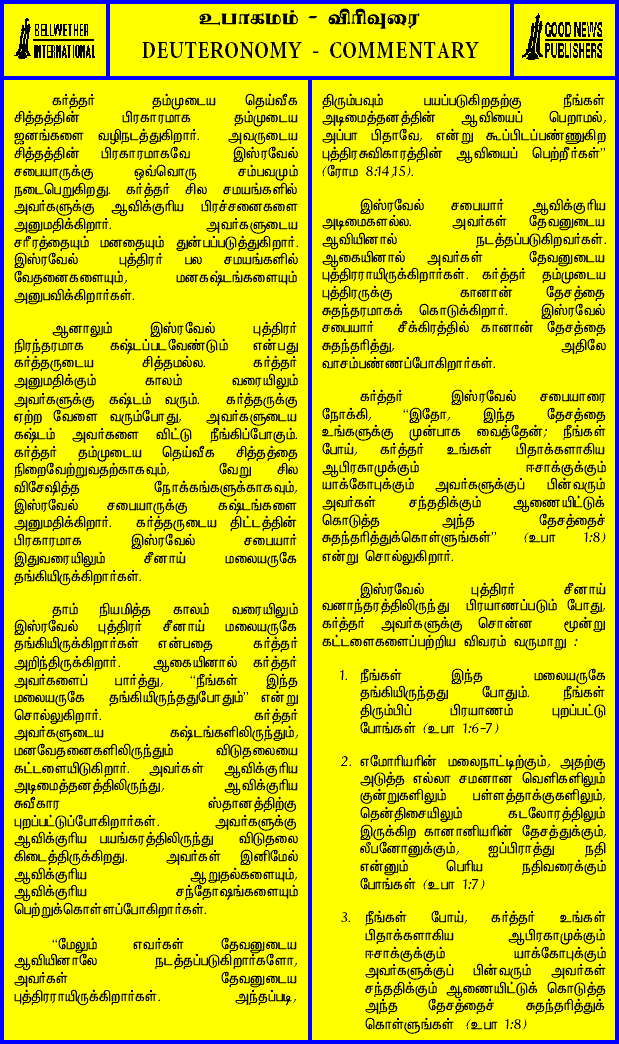 BELLWETHER
INTERNATIONAL
உபாகமம் - விரிவுரை
DEUTERONOMY - COMMENTARY
GOOD NEWS
PUBLISHERS
கர்த்தர் தம்முடைய தெய்வீக
சித்தத்தின் பிரகாரமாக தம்முடைய
ஜனங்களை வழிநடத்துகிறார். அவருடைய
சித்தத்தின் பிரகாரமாகவே இஸ்ரவேல்
சபையாருக்கு ஒவ்வொரு சம்பவமும்
நடைபெறுகிறது. கர்த்தர் சில சமயங்களில்
அவர்களுக்கு ஆவிக்குரிய பிரச்சனைகளை
அனுமதிக்கிறார். அவர்களுடைய
சரீரத்தையும் மனதையும் துன்பப்படுத்துகிறார்.
இஸ்ரவேல் புத்திரர் பல சமயங்களில்
வேதனைகளையும், மனகஷ்டங்களையும்
அனுபவிக்கிறார்கள்.
ஆனாலும் இஸ்ரவேல் புத்திரர்
நிரந்தரமாக கஷ்டப்படவேண்டும் என்பது
கர்த்தருடைய சித்தமல்ல. கர்த்தர்
அனுமதிக்கும் காலம் வரையிலும்
அவர்களுக்கு கஷ்டம் வரும். கர்த்தருக்கு
ஏற்ற வேளை வரும்போது, அவர்களுடைய
கஷ்டம் அவர்களை விட்டு நீங்கிப்போகும்.
கர்த்தர் தம்முடைய தெய்வீக சித்தத்தை
நிறைவேற்றுவதற்காகவும், வேறு சில
விசேஷித்த நோக்கங்களுக்காகவும்,
இஸ்ரவேல் சபையாருக்கு கஷ்டங்களை
அனுமதிக்கிறார். கர்த்தருடைய திட்டத்தின்
பிரகாரமாக இஸ்ரவேல் சபையார்
இதுவரையிலும் சீனாய் மலையருகே
தங்கியிருக்கிறார்கள்.
தாம் நியமித்த காலம் வரையிலும்
இஸ்ரவேல் புத்திரர் சீனாய் மலையருகே
தங்கியிருக்கிறார்கள் என்பதை கர்த்தர்
அறிந்திருக்கிறார். ஆகையினால் கர்த்தர்
அவர்களைப் பார்த்து, "நீங்கள் இந்த
மலையருகே தங்கியிருந்ததுபோதும்" என்று
சொல்லுகிறார். கர்த்தர்
அவர்களுடைய கஷ்டங்களிலிருந்தும்,
மனவேதனைகளிலிருந்தும் விடுதலையை
கட்டளையிடுகிறார். அவர்கள் ஆவிக்குரிய
அடிமைத்தனத்திலிருந்து, ஆவிக்குரிய
சுவீகார ஸ்தானத்திற்கு
புறப்பட்டுப்போகிறார்கள். அவர்களுக்கு
ஆவிக்குரிய பயங்கரத்திலிருந்து விடுதலை
கிடைத்திருக்கிறது. அவர்கள் இனிமேல்
ஆவிக்குரிய ஆறுதல்களையும்,
ஆவிக்குரிய சந்தோஷங்களையும்
பெற்றுக்கொள்ளப்போகிறார்கள்.
"மேலும் எவர்கள் தேவனுடைய
ஆவியினாலே நடத்தப்படுகிறார்களோ,
அவர்கள் தேவனுடைய
புத்திரராயிருக்கிறார்கள். அந்தப்படி,
திரும்பவும் பயப்படுகிறதற்கு நீங்கள்
அடிமைத்தனத்தின் ஆவியைப் பெறாமல்,
அப்பா பிதாவே, என்று கூப்பிடப்பண்ணுகிற
புத்திரசுவிகாரத்தின் ஆவியைப் பெற்றீர்கள்"
(ரோம 8:14,15).
இஸ்ரவேல் சபையார் ஆவிக்குரிய
அடிமைகளல்ல. அவர்கள் தேவனுடைய
ஆவியினால் நடத்தப்படுகிறவர்கள்.
ஆகையினால் அவர்கள் தேவனுடைய
புத்திரராயிருக்கிறார்கள். கர்த்தர் தம்முடைய
புத்திரருக்கு கானான் தேசத்தை
சுதந்தரமாகக் கொடுக்கிறார். இஸ்ரவேல்
சபையார் சீக்கிரத்தில் கானான் தேசத்தை
சுதந்தரித்து, அதிலே
வாசம்பண்ணப்போகிறார்கள்.
கர்த்தர் இஸ்ரவேல் சபையாரை
நோக்கி, "இதோ, இந்த தேசத்தை
உங்களுக்கு முன்பாக வைத்தேன்; நீங்கள்
போய், கர்த்தர் உங்கள் பிதாக்களாகிய
ஆபிரகாமுக்கும் ஈசாக்குக்கும்
யாக்கோபுக்கும் அவர்களுக்குப் பின்வரும்
அவர்கள் சந்ததிக்கும் ஆணையிட்டுக்
கொடுத்த அந்த தேசத்தைச்
சுதந்தரித்துக்கொள்ளுங்கள்" (உபா 1:8)
என்று சொல்லுகிறார்.
இஸ்ரவேல் புத்திரர் சீனாய்
வனாந்தரத்திலிருந்து பிரயாணப்படும் போது,
கர்த்தர் அவர்களுக்கு சொன்ன மூன்று
கட்டளைகளைப்பற்றிய விவரம் வருமாறு :
1. நீங்கள் இந்த மலையருகே
தங்கியிருந்தது போதும். நீங்கள்
திரும்பிப் பிரயாணம் புறப்பட்டு
போங்கள் (உபா 1:6-7)
2. எமோரியரின் மலைநாட்டிற்கும், அதற்கு
அடுத்த எல்லா சமனான வெளிகளிலும்
குன்றுகளிலும் பள்ளத்தாக்குகளிலும்,
தென்திசையிலும் கடலோரத்திலும்
இருக்கிற கானானியரின் தேசத்துக்கும்,
லீபனோனுக்கும், ஐப்பிராத்து நதி
என்னும் பெரிய நதிவரைக்கும்
போங்கள் (உபா 1:7)
3. நீங்கள் போய், கர்த்தர் உங்கள்
பிதாக்களாகிய ஆபிரகாமுக்கும்
ஈசாக்குக்கும் யாக்கோபுக்கும்
அவர்களுக்குப் பின்வரும் அவர்கள்
சந்ததிக்கும் ஆணையிட்டுக் கொடுத்த
அந்த தேசத்தைச் சுதந்தரித்துக்
கொள்ளுங்கள் (உபா 1:8)